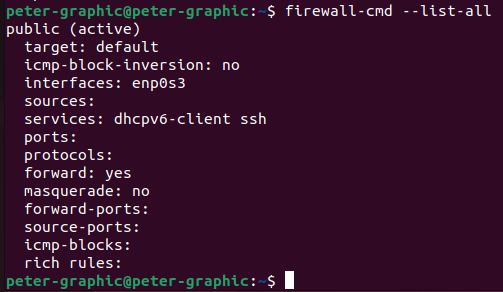 peter-graphic@peter-graphic:~$ firewall-cmd --list-all
public (active)
  target: default
  icmp-block-inversion: no
  interfaces: enp0s3
  sources:
  services: dhcpv6-client ssh
  ports:
  protocols:
  forward: yes
  masquerade: no
  forward-ports:
  source-ports:
  icmp-blocks:
  rich rules:
peter-graphic@peter-graphic:~$